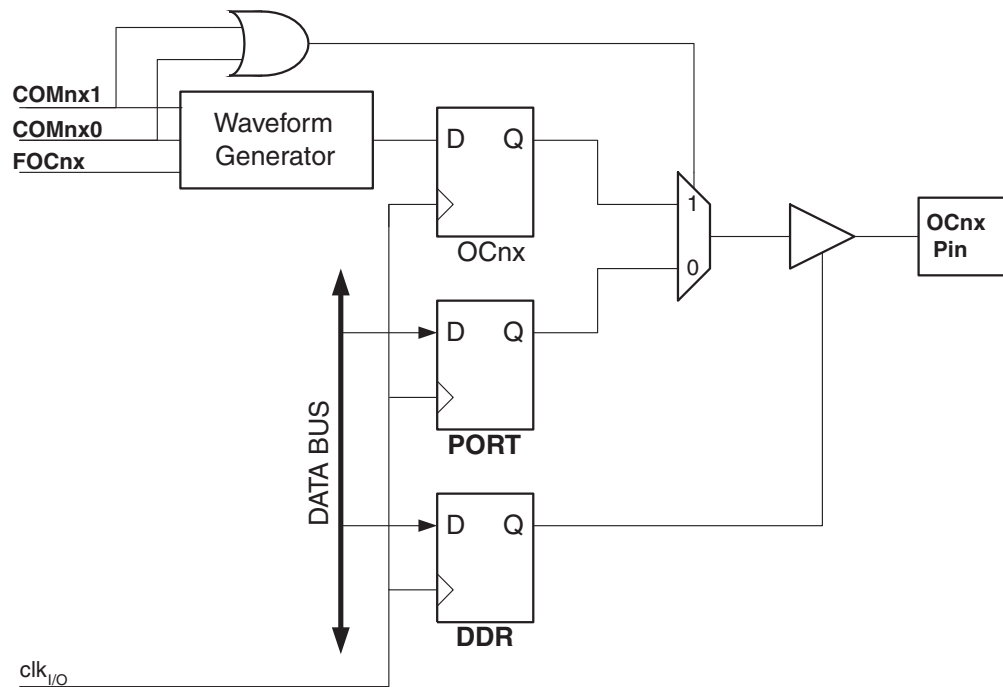 COMnx1
COMnx0
FOCnx
Waveform
Generator
D Q
OCnx
1
0
OCnx
Pin
D Q
PORT
DATA BUS
D Q
DDR
clkI/O